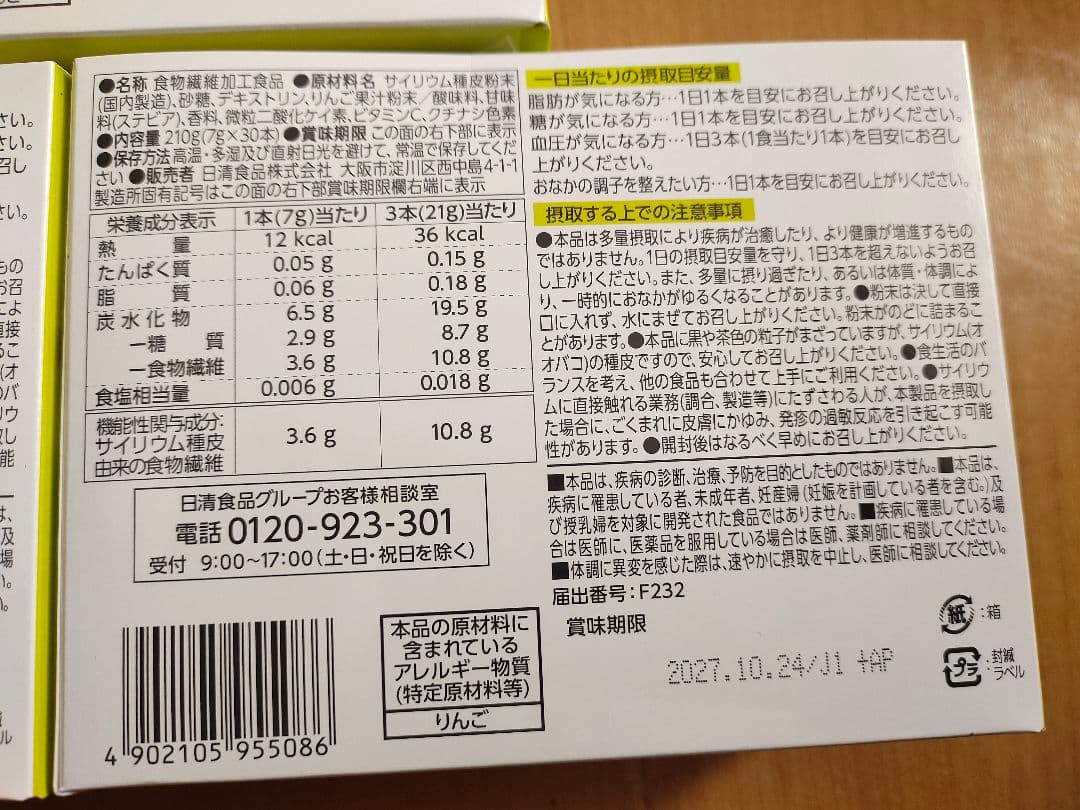 ●名称 食物繊維加工食品 ●原材料名 サイリウム種皮粉末
(国内製造)、砂糖、デキストリン、りんご果汁粉末／酸味料、甘味
料(ステビア)、香料、微粒二酸化ケイ素、ビタミンC、クチナシ色素
●内容量 210g(7g×30本) ●賞味期限 この面の右下部に表示
●保存方法 高温・多湿及び直射日光を避けて、常温で保存してくだ
さい ●販売者 日清食品株式会社 大阪市淀川区西中島4-1-1
製造所固有記号はこの面の右下部賞味期限欄右端に表示
栄養成分表示 1本(7g)当たり 3本(21g)当たり
熱量 12 kcal 36 kcal
たんぱく質 0.05 g 0.15 g
脂質 0.06 g 0.18 g
炭水化物 6.5 g 19.5 g
ー糖質 2.9 g 8.7 g
ー食物繊維 3.6 g 10.8 g
食塩相当量 0.006 g 0.018 g
機能性関与成分:
サイリウム種皮 3.6 g 10.8 g
由来の食物繊維
日清食品グループお客様相談室
電話 0120-923-301
受付 9:00〜17:00(土・日・祝日を除く)
4 902105 955086
本品の原材料に
含まれている
アレルギー物質
(特定原材料等)
りんご
一日当たりの摂取目安量
脂肪が気になる方…1日1本を目安にお召し上がりください。
糖が気になる方…1日1本を目安にお召し上がりください。
血圧が気になる方…1日3本(1食当たり1本)を目安にお召し
上がりください。
おなかの調子を整えたい方…1日1本を目安にお召し上がりください。
摂取する上での注意事項
●本品は多量摂取により疾病が治癒したり、より健康が増進するもの
ではありません。1日の摂取目安量を守り、1日3本を超えないようお召
し上がりください。また、多量に摂り過ぎたり、あるいは体質・体調によ
り、一時的におなかがゆるくなることがあります。●粉末は決して直接
口に入れず、水にまぜてお召し上がりください。粉末がのどに詰まるこ
とがあります。●本品に黒や茶色の粒子がまざっていますが、サイリウム(オ
オバコ)の種皮ですので、安心してお召し上がりください。●食生活のバ
ランスを考え、他の食品も合わせて上手にご利用ください。●サイリウ
ムに直接触れる業務(調合、製造等)にたずさわる人が、本製品を摂取し
た場合に、ごくまれに皮膚にかゆみ、発疹の過敏反応を引き起こす可能
性があります。●開封後はなるべく早めにお召し上がりください。
■本品は、疾病の診断、治療、予防を目的としたものではありません。■本品は、
疾病に罹患している者、未成年者、妊産婦(妊娠を計画している者を含む。)及
び授乳婦を対象に開発された食品ではありません。■疾病に罹患している場
合は医師に、医薬品を服用している場合は医師、薬剤師に相談してください。
■体調に異変を感じた際は、速やかに摂取を中止し、医師に相談してください。
届出番号:F232
賞味期限
2027.10.24/J1 +AP
紙 :箱
プラ :封緘
ラベル